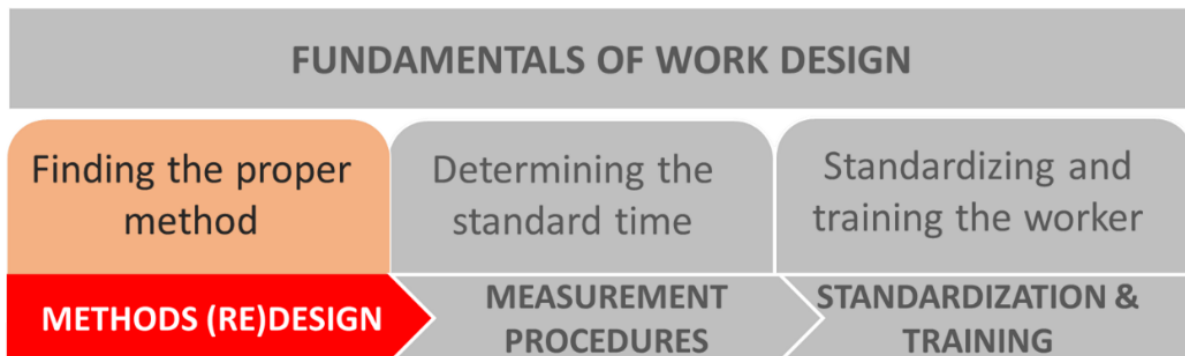 FUNDAMENTALS OF WORK DESIGN
Finding the proper
method
Determining the
standard time
Standardizing and
training the worker
METHODS (RE)DESIGN
MEASUREMENT
PROCEDURES
STANDARDIZATION &
TRAINING